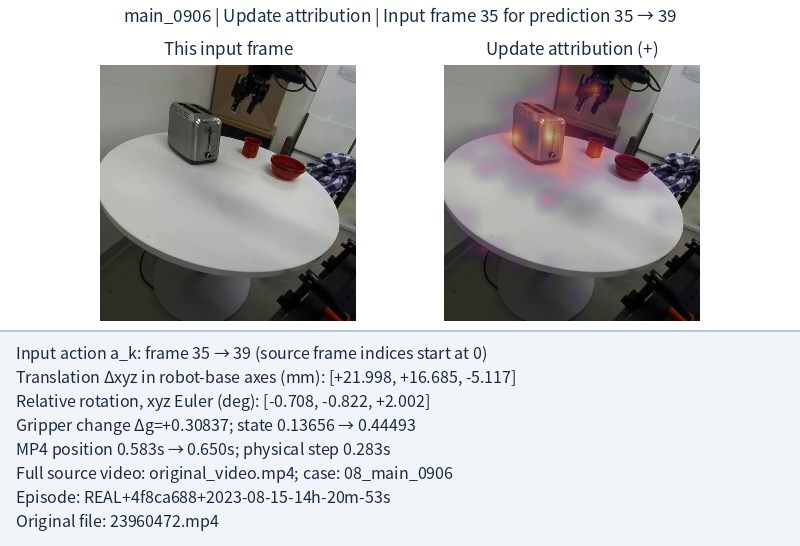 main_0906 | Update attribution | Input frame 35 for prediction 35 → 39
This input frame
Update attribution (+)
Input action a_k: frame 35 → 39 (source frame indices start at 0)
Translation Δxyz in robot-base axes (mm): [+21.998, +16.685, -5.117]
Relative rotation, xyz Euler (deg): [-0.708, -0.822, +2.002]
Gripper change Δg=+0.30837; state 0.13656 → 0.44493
MP4 position 0.583s → 0.650s; physical step 0.283s
Full source video: original_video.mp4; case: 08_main_0906
Episode: REAL+4f8ca688+2023-08-15-14h-20m-53s
Original file: 23960472.mp4